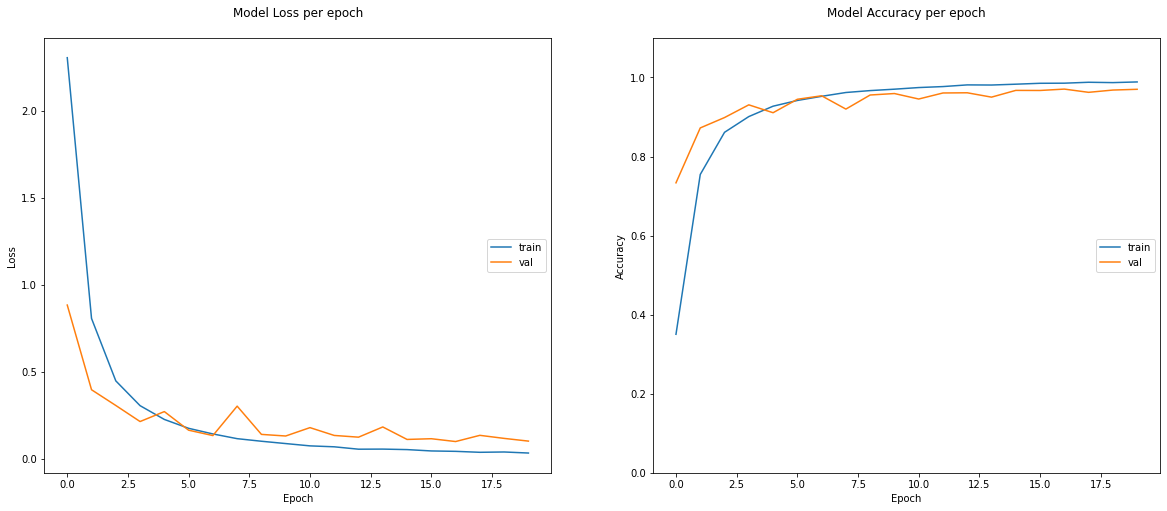 Model Loss per epoch
2.0
1.5
1.0
0.5
0.0
Loss
train
val
0.0 2.5 5.0 7.5 10.0 12.5 15.0 17.5
Epoch
Model Accuracy per epoch
1.0
0.8
0.6
0.4
0.2
0.0
Accuracy
train
val
0.0 2.5 5.0 7.5 10.0 12.5 15.0 17.5
Epoch